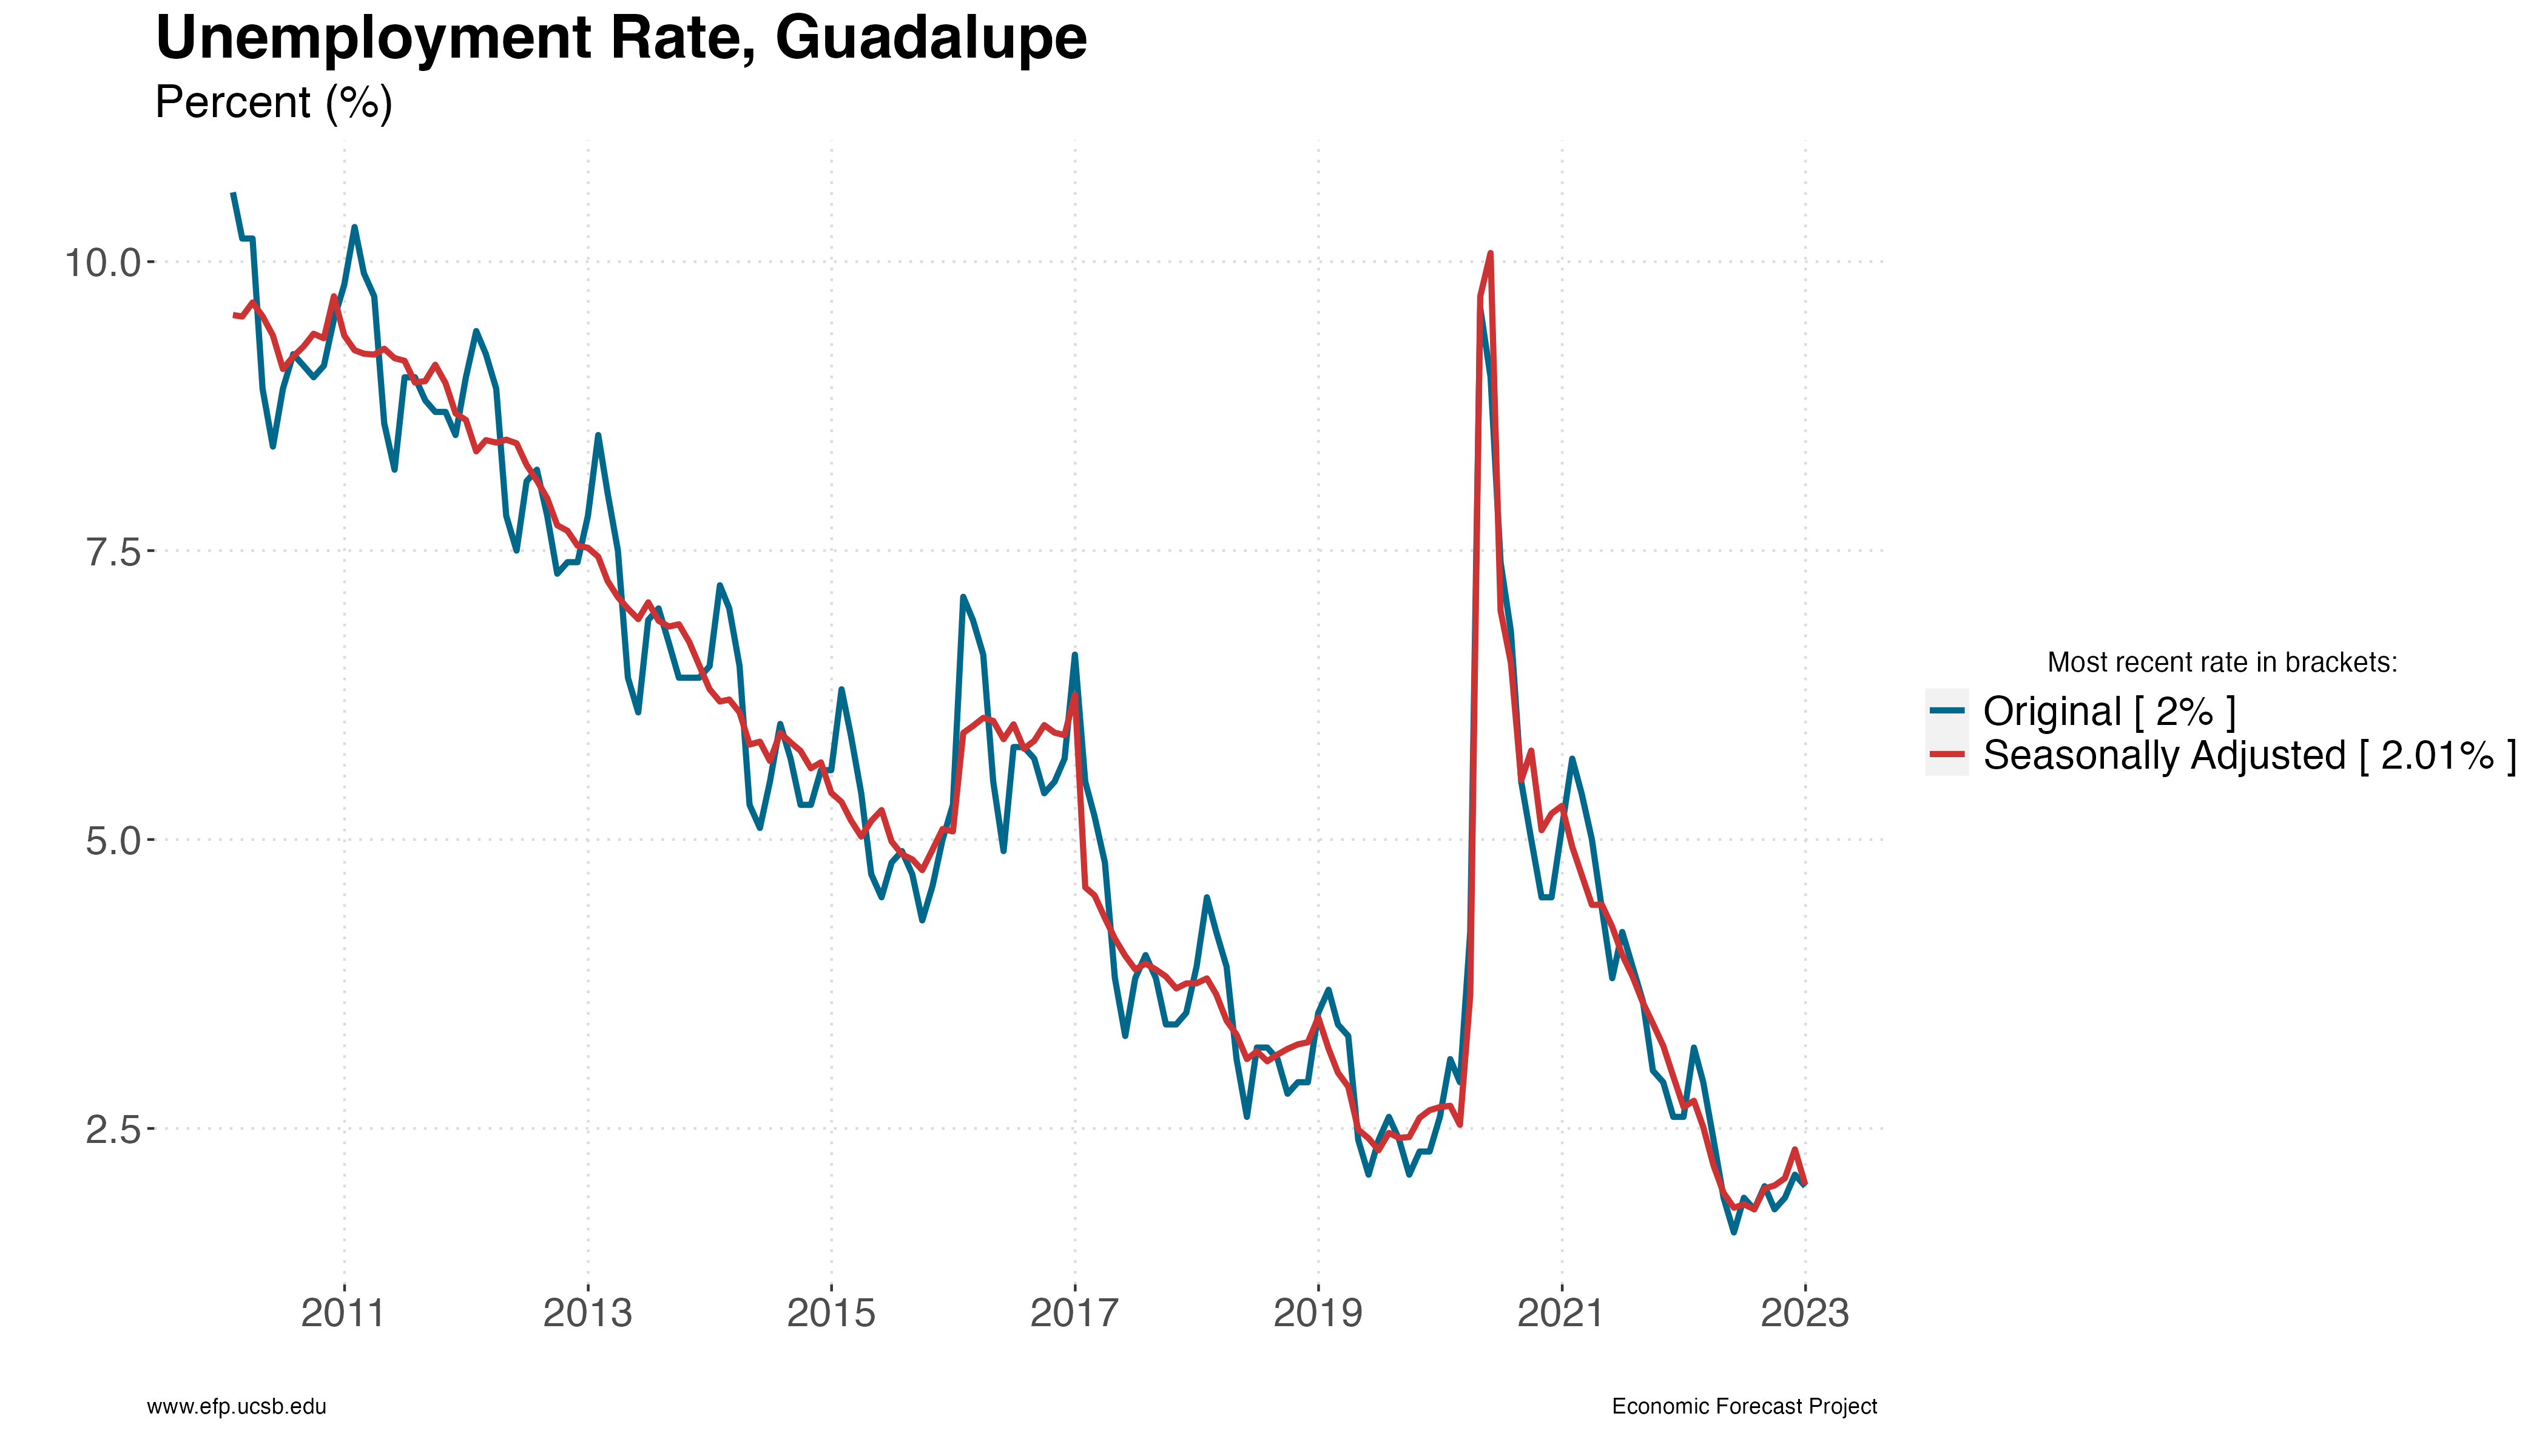 Unemployment Rate, Guadalupe
Percent (%)
10.0
7.5
5.0
2.5
2011 2013 2015 2017 2019 2021 2023
Most recent rate in brackets:
Original [ 2% ]
Seasonally Adjusted [ 2.01% ]
www.efp.ucsb.edu Economic Forecast Project